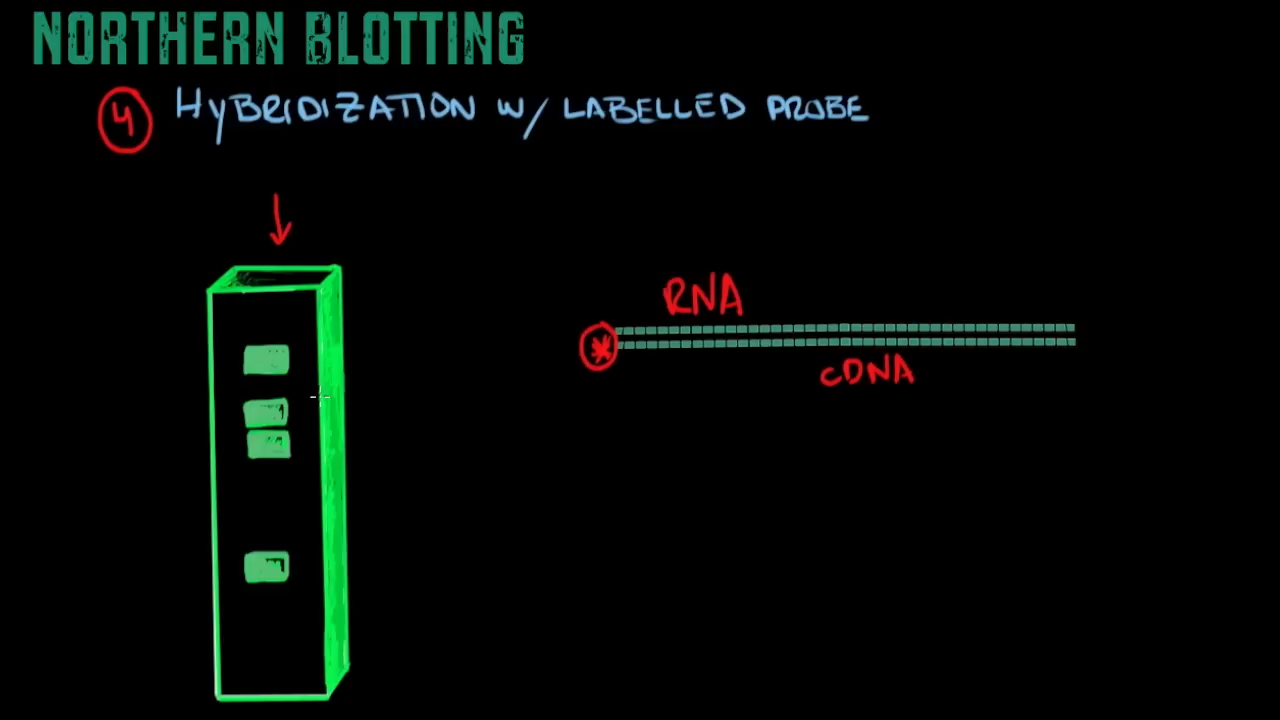 NORTHERN BLOTTING
4 HYBRIDIZATION W/ LABELLED PROBE
RNA
*
cDNA